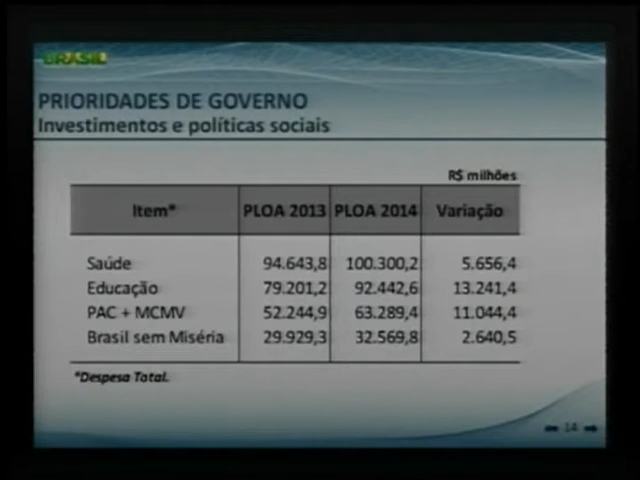 BRASIL
PRIORIDADES DE GOVERNO
Investimentos e políticas sociais
R$ milhões
Item* PLOA 2013 PLOA 2014 Variação
Saúde 94.643,8 100.300,2 5.656,4
Educação 79.201,2 92.442,6 13.241,4
PAC + MCMV 52.244,9 63.289,4 11.044,4
Brasil sem Miséria 29.929,3 32.569,8 2.640,5
*Despesa Total.
14